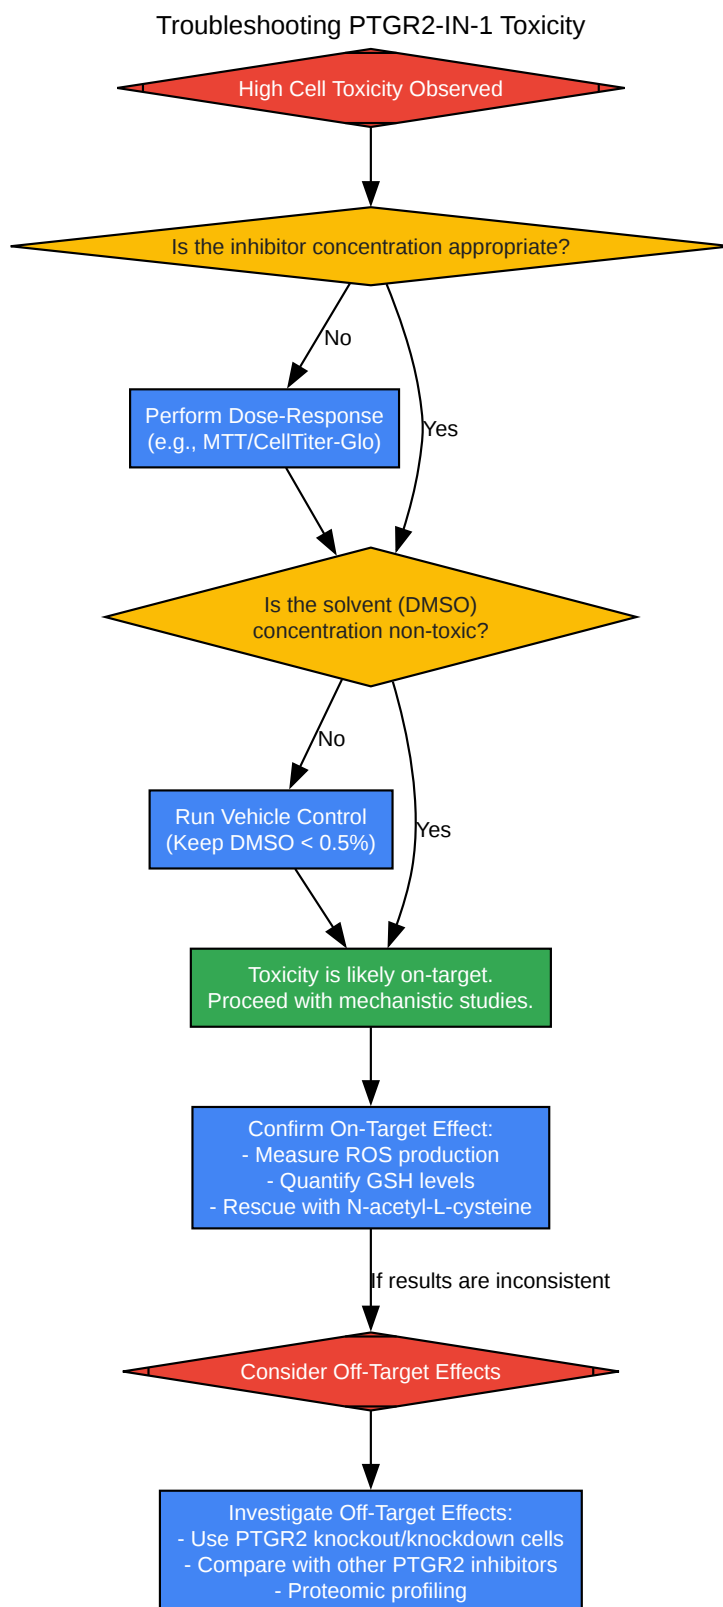 Troubleshooting PTGR2-IN-1 Toxicity
High Cell Toxicity Observed
Is the inhibitor concentration appropriate?
No
Perform Dose-Response
(e.g., MTT/CellTiter-Glo)
Yes
Is the solvent (DMSO)
concentration non-toxic?
No
Run Vehicle Control
(Keep DMSO < 0.5%)
Yes
Toxicity is likely on-target.
Proceed with mechanistic studies.
Confirm On-Target Effect:
- Measure ROS production
- Quantify GSH levels
- Rescue with N-acetyl-L-cysteine
If results are inconsistent
Consider Off-Target Effects
Investigate Off-Target Effects:
- Use PTGR2 knockout/knockdown cells
- Compare with other PTGR2 inhibitors
- Proteomic profiling